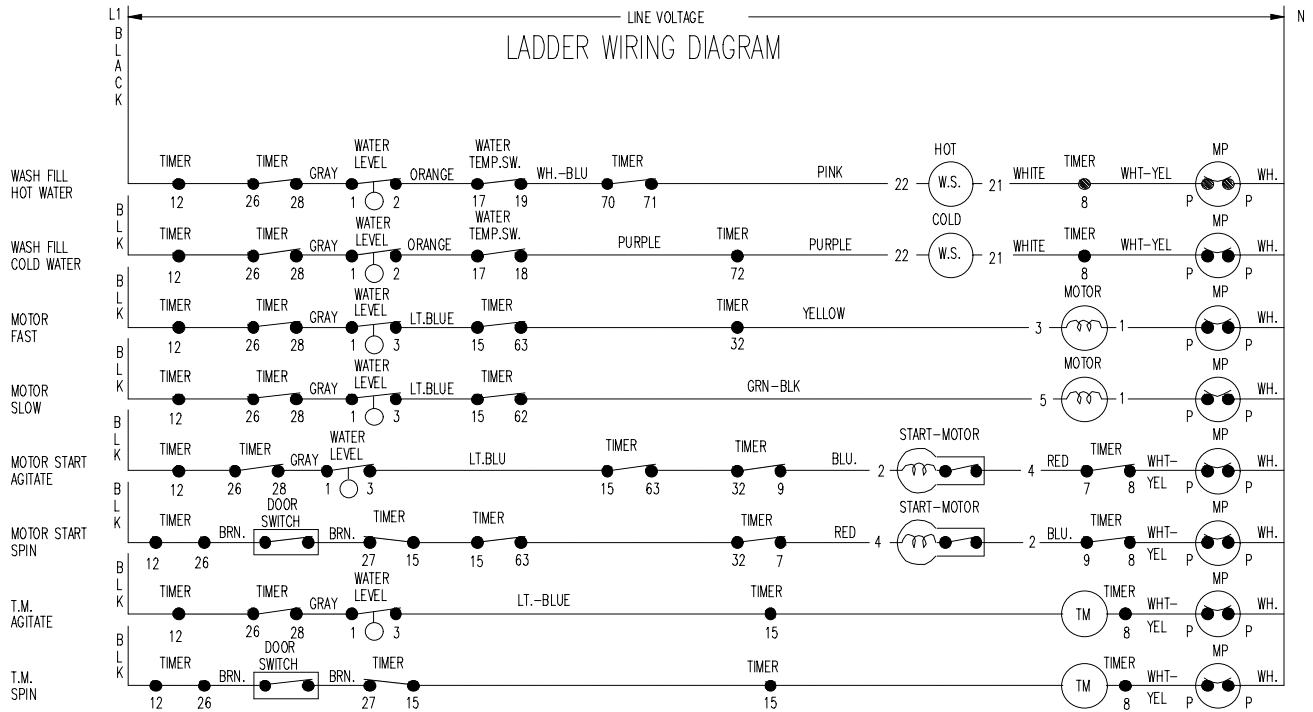 L1 LINE VOLTAGE N
BLACK
LADDER WIRING DIAGRAM
WATER WATER HOT
TIMER TIMER LEVEL TEMP.SW. TIMER TIMER MP
WASH FILL GRAY ORANGE WH.-BLU PINK 22 W.S. 21 WHITE WHT-YEL WH.
HOT WATER
12 26 28 1 2 17 19 70 71 8 P P
BLK
WATER WATER COLD
TIMER TIMER LEVEL TEMP.SW. TIMER TIMER MP
WASH FILL GRAY ORANGE PURPLE PURPLE 22 W.S. 21 WHITE WHT-YEL WH.
COLD WATER
12 26 28 1 2 17 18 72 8 P P
BLK
WATER
TIMER TIMER LEVEL TIMER TIMER MOTOR MP
MOTOR GRAY LT.BLUE YELLOW 3 1 WH.
FAST
12 26 28 1 3 15 63 32 P P
BLK
WATER
TIMER TIMER LEVEL TIMER MOTOR MP
MOTOR GRAY LT.BLUE GRN-BLK 5 1 WH.
SLOW
12 26 28 1 3 15 62 P P
BLK
WATER
TIMER TIMER LEVEL TIMER TIMER START-MOTOR TIMER MP
MOTOR START GRAY LT.BLU BLU. 2 4 RED WHT- WH.
AGITATE YEL
12 26 28 1 3 15 63 32 9 7 8 P P
BLK
DOOR
TIMER SWITCH TIMER TIMER TIMER START-MOTOR TIMER MP
MOTOR START BRN. BRN. RED 4 2 BLU. WHT- WH.
SPIN YEL
12 26 27 15 15 63 32 7 9 8 P P
BLK
WATER
TIMER TIMER LEVEL TIMER TIMER MP
T.M. GRAY LT.-BLUE TM WHT- WH.
AGITATE YEL
12 26 28 1 3 15 8 P P
BLK
DOOR
TIMER SWITCH TIMER TIMER TIMER MP
T.M. BRN. BRN. TM WHT- WH.
SPIN YEL
12 26 27 15 15 8 P P